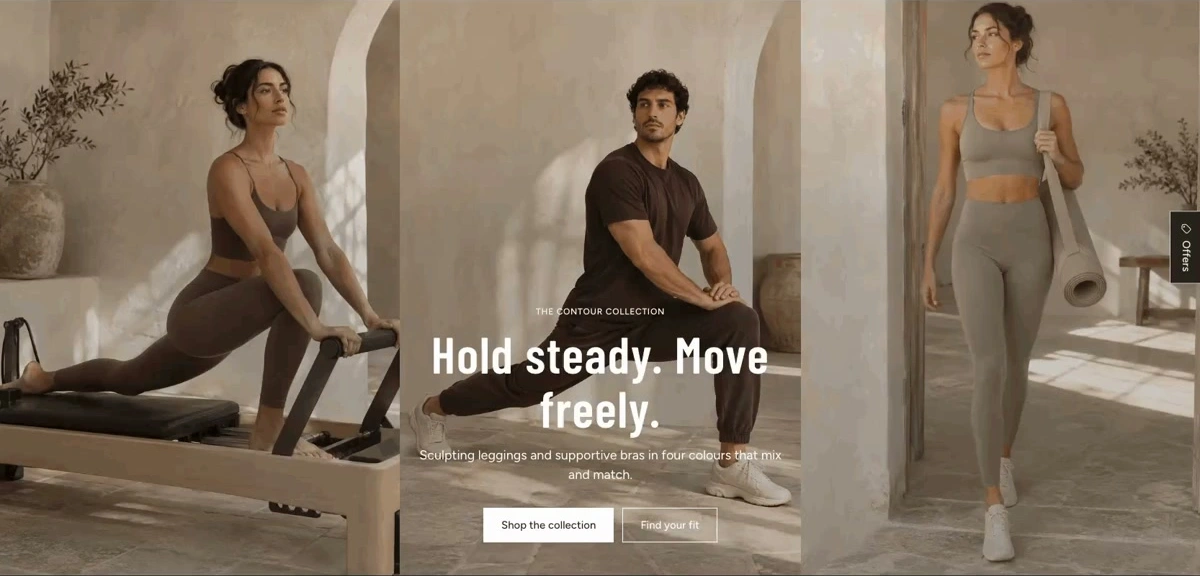 THE CONTOUR COLLECTION
Hold steady. Move
freely.
Sculpting leggings and supportive bras in four colours that mix
and match.
Shop the collection
Find your fit
Offers